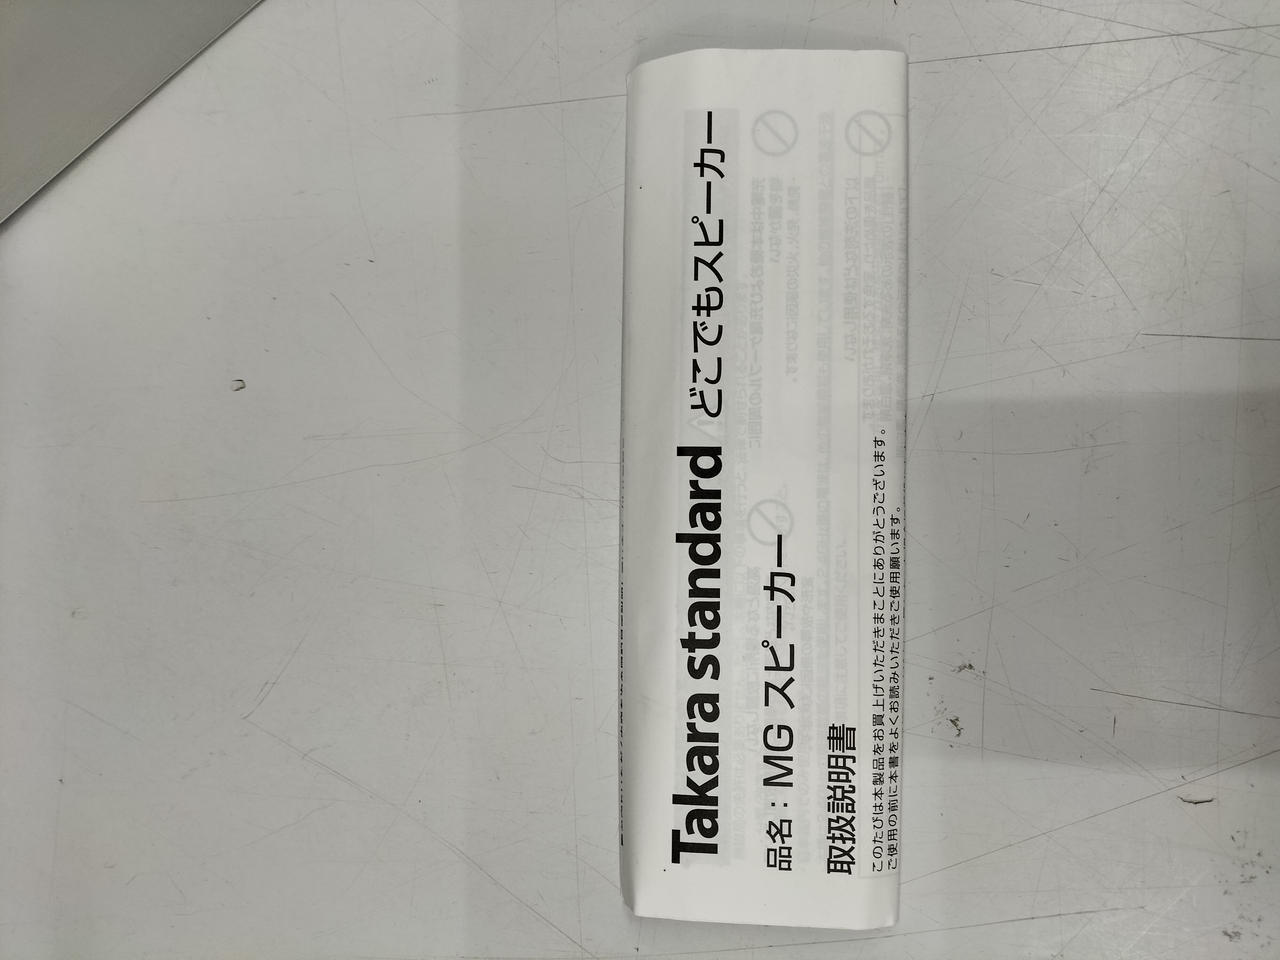 Takara standard どこでもスピーカー
品名：MG スピーカー
取扱説明書
このたびは本製品をお買上げいただきまことにありがとうございます。
ご使用の前に本書をよくお読みいただきご使用願います。